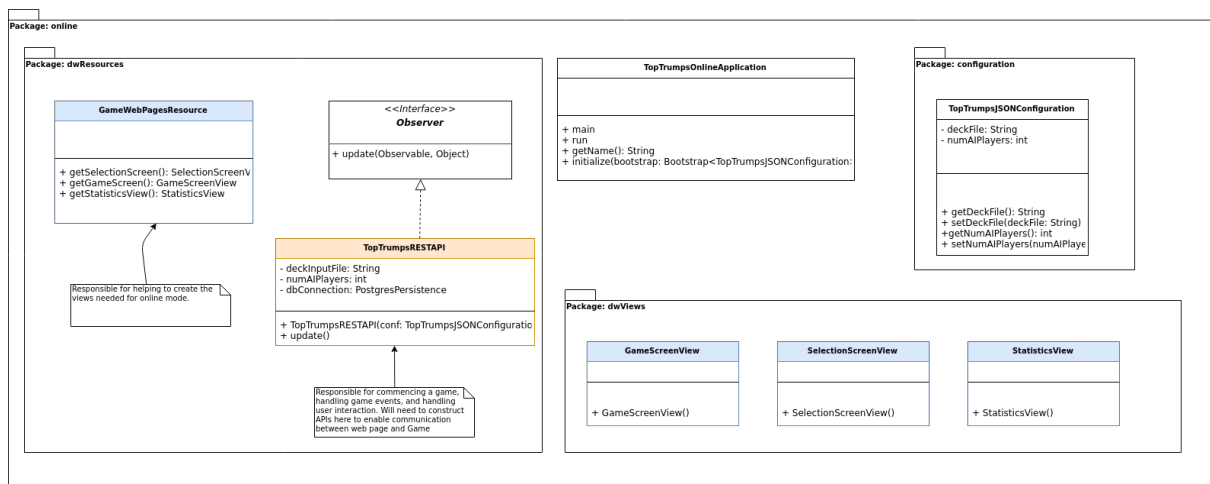 Package: online
Package: dwResources
GameWebPagesResource
+ getSelectionScreen(): SelectionScreenV
+ getGameScreen(): GameScreenView
+ getStatisticsView(): StatisticsView
Responsible for helping to create the
views needed for online mode.
<<Interface>>
Observer
+ update(Observable, Object)
TopTrumpsRESTAPI
- deckInputFile: String
- numAIPlayers: int
- dbConnection: PostgresPersistence
+ TopTrumpsRESTAPI(conf: TopTrumpsJSONConfiguratio
+ update()
Responsible for commencing a game,
handling game events, and handling
user interaction. Will need to construct
APIs here to enable communication
between web page and Game
TopTrumpsOnlineApplication
+ main
+ run
+ getName(): String
+ initialize(bootstrap: Bootstrap<TopTrumpsJSONConfiguration:
Package: configuration
TopTrumpsJSONConfiguration
- deckFile: String
- numAIPlayers: int
+ getDeckFile(): String
+ setDeckFile(deckFile: String)
+getNumAIPlayers(): int
+ setNumAIPlayers(numAIPlaye
Package: dwViews
GameScreenView
+ GameScreenView()
SelectionScreenView
+ SelectionScreenView()
StatisticsView
+ StatisticsView()